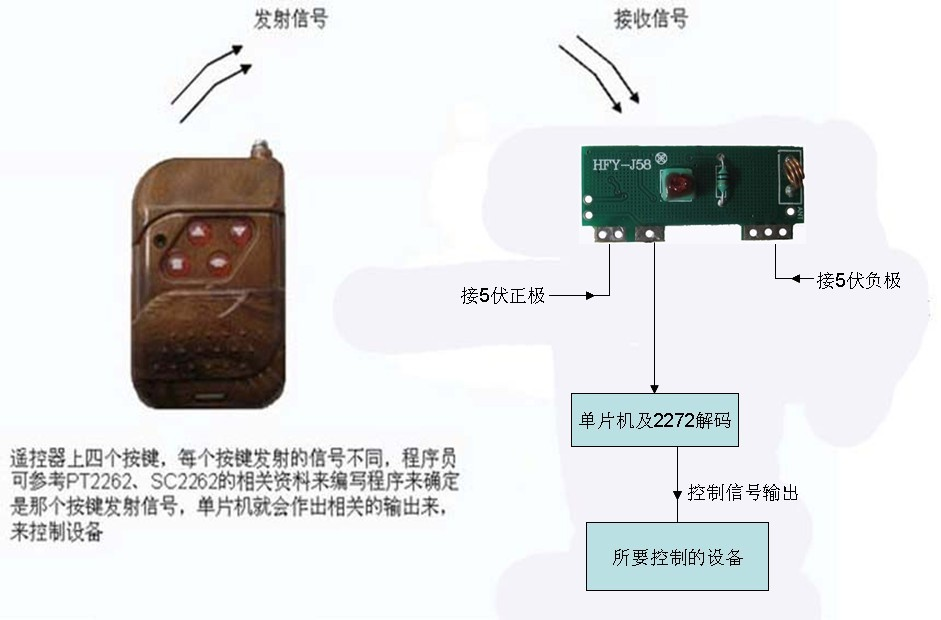 发射信号
接收信号
HFY-J58
ANT
接5伏正极
接5伏负极
单片机及2272解码
控制信号输出
所要控制的设备
遥控器上四个按键，每个按键发射的信号不同，程序员
可参考PT2262、SC2262的相关资料来编写程序来确定
是那个按键发射信号，单片机就会作出相关的输出来，
来控制设备